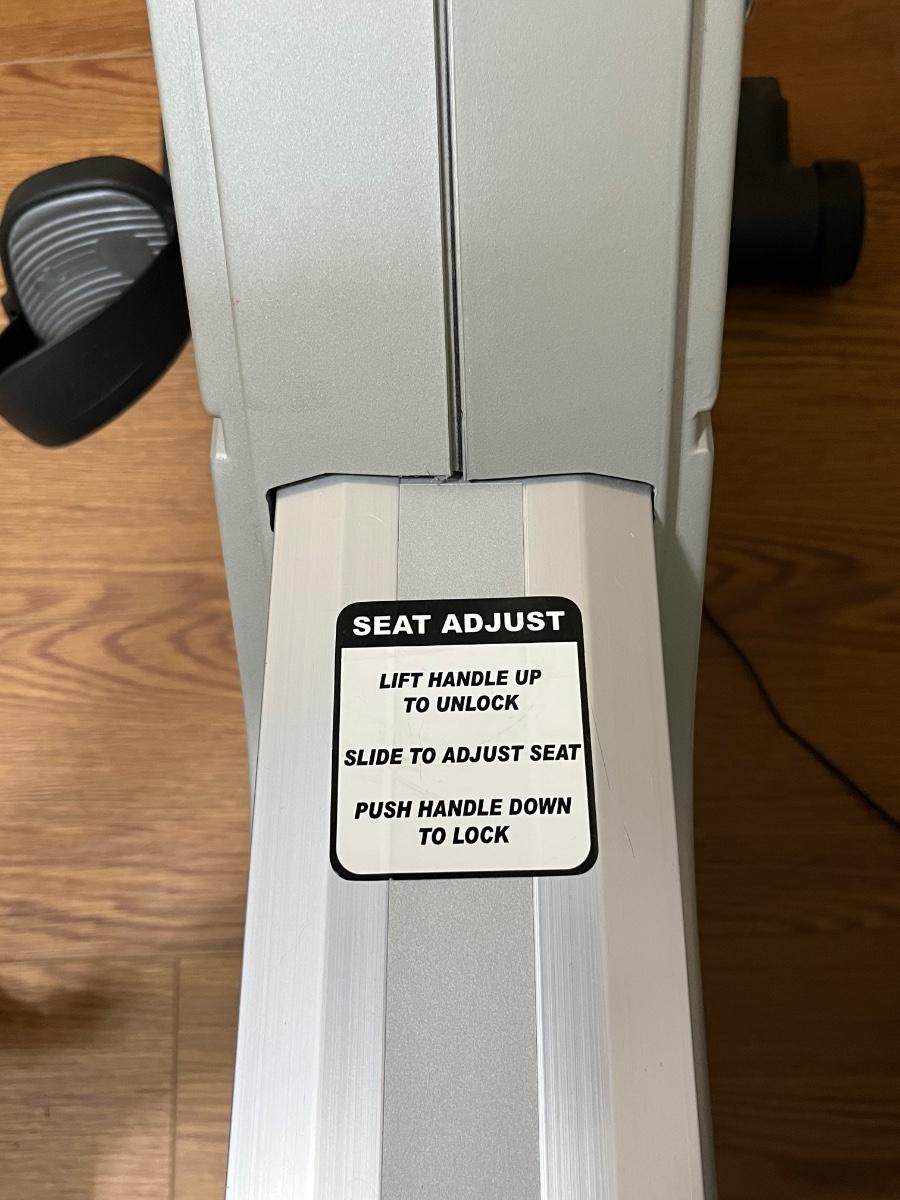 SEAT ADJUST
LIFT HANDLE UP
TO UNLOCK
SLIDE TO ADJUST SEAT
PUSH HANDLE DOWN
TO LOCK